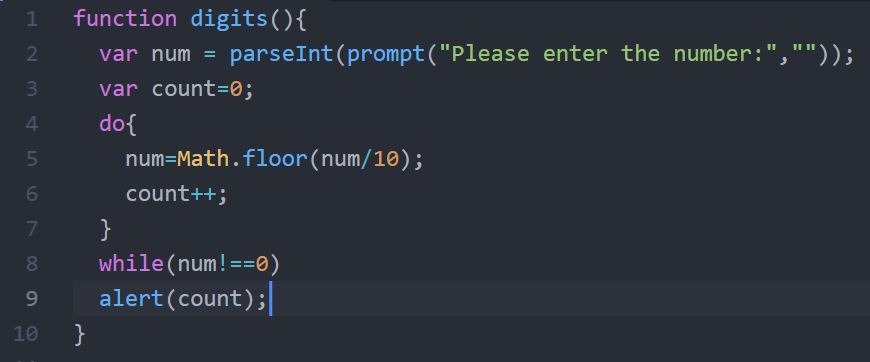 1 function digits(){
2 var num = parseInt(prompt("Please enter the number:",""));
3 var count=0;
4 do{
5 num=Math.floor(num/10);
6 count++;
7 }
8 while(num!==0)
9 alert(count);
10 }